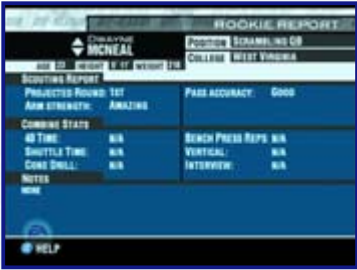 ROOKIE REPORT
DWAYNE
MCNEAL
POSITION SCRAMBLING QB
COLLEGE WEST VIRGINIA
AGE 23 HEIGHT WEIGHT
SCOUTING REPORT
PROJECTED ROUND: 1ST PASS ACCURACY: GOOD
ARM STRENGTH: AMAZING
COMBINE STATS
40 TIME: N/A BENCH PRESS REPS N/A
SHUTTLE TIME: N/A VERTICAL: N/A
CONE DRILL: N/A INTERVIEW: N/A
NOTES
NONE
HELP